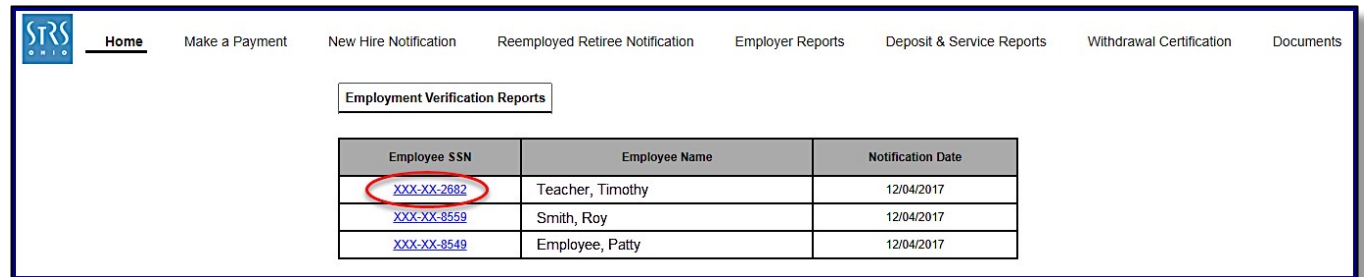 STRS
OHIO
Home Make a Payment New Hire Notification Reemployed Retiree Notification Employer Reports Deposit & Service Reports Withdrawal Certification Documents
Employment Verification Reports
Employee SSN Employee Name Notification Date
XXX-XX-2682 Teacher, Timothy 12/04/2017
XXX-XX-8559 Smith, Roy 12/04/2017
XXX-XX-8549 Employee, Patty 12/04/2017